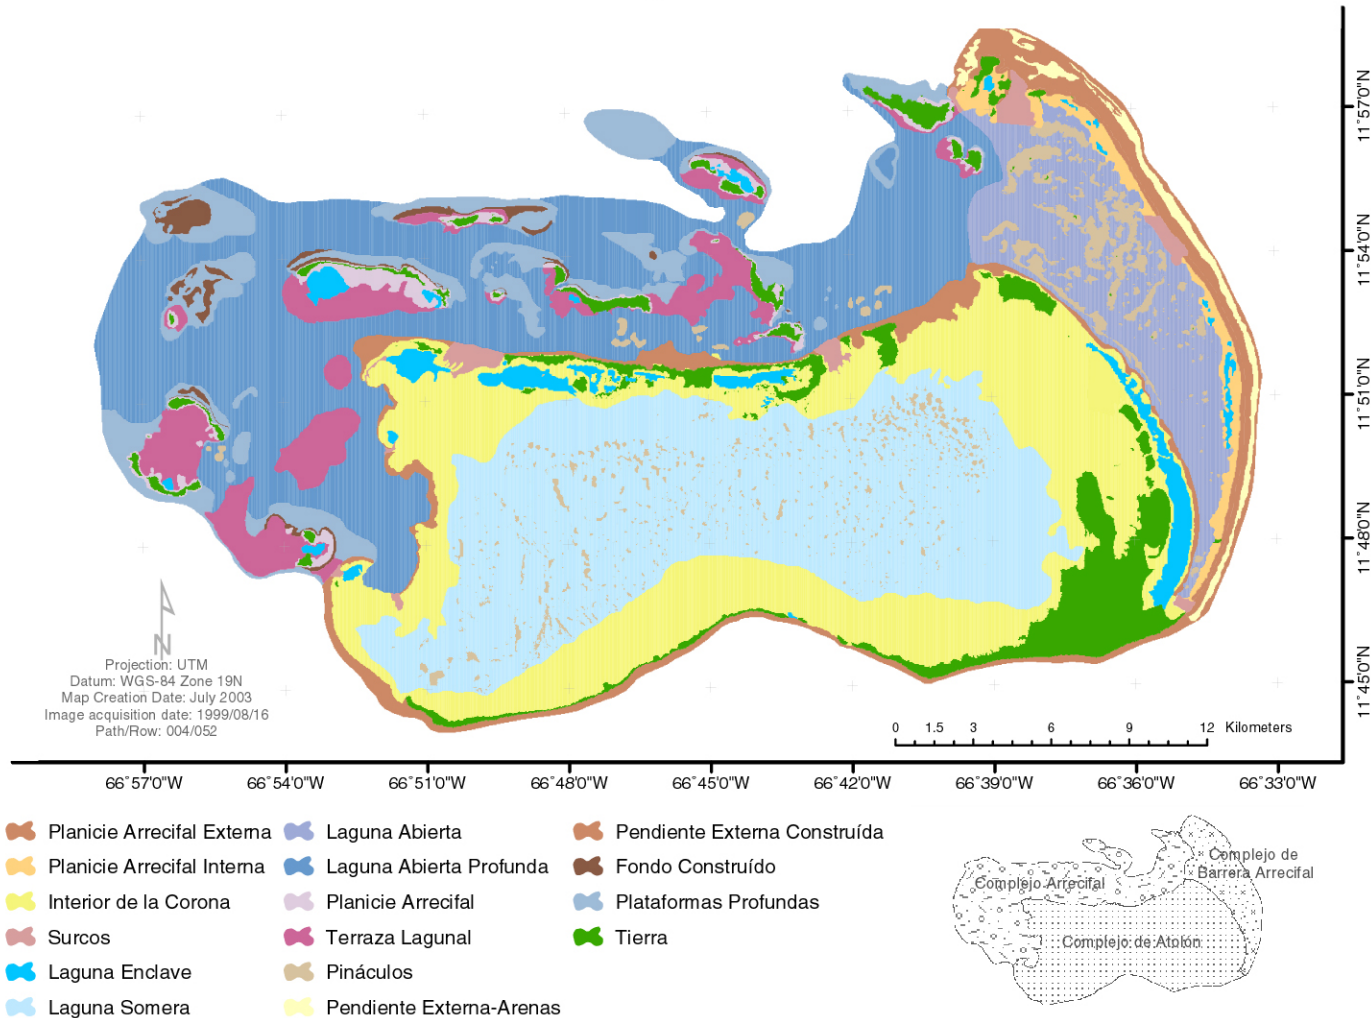 11°57'0"N
11°54'0"N
11°51'0"N
11°48'0"N
11°45'0"N
N
Projection: UTM
Datum: WGS-84 Zone 19N
Map Creation Date: July 2003
Image acquisition date: 1999/08/16
Path/Row: 004/052
0 1.5 3 6 9 12 Kilometers
66°57'0"W 66°54'0"W 66°51'0"W 66°48'0"W 66°45'0"W 66°42'0"W 66°39'0"W 66°36'0"W 66°33'0"W
Planicie Arrecifal Externa
Planicie Arrecifal Interna
Interior de la Corona
Surcos
Laguna Enclave
Laguna Somera
Laguna Abierta
Laguna Abierta Profunda
Planicie Arrecifal
Terraza Lagunal
Pináculos
Pendiente Externa-Arenas
Pendiente Externa Construída
Fondo Construído
Plataformas Profundas
Tierra
Complejo de
Barrera Arrecifal
Complejo Arrecifal
Complejo de Atolón